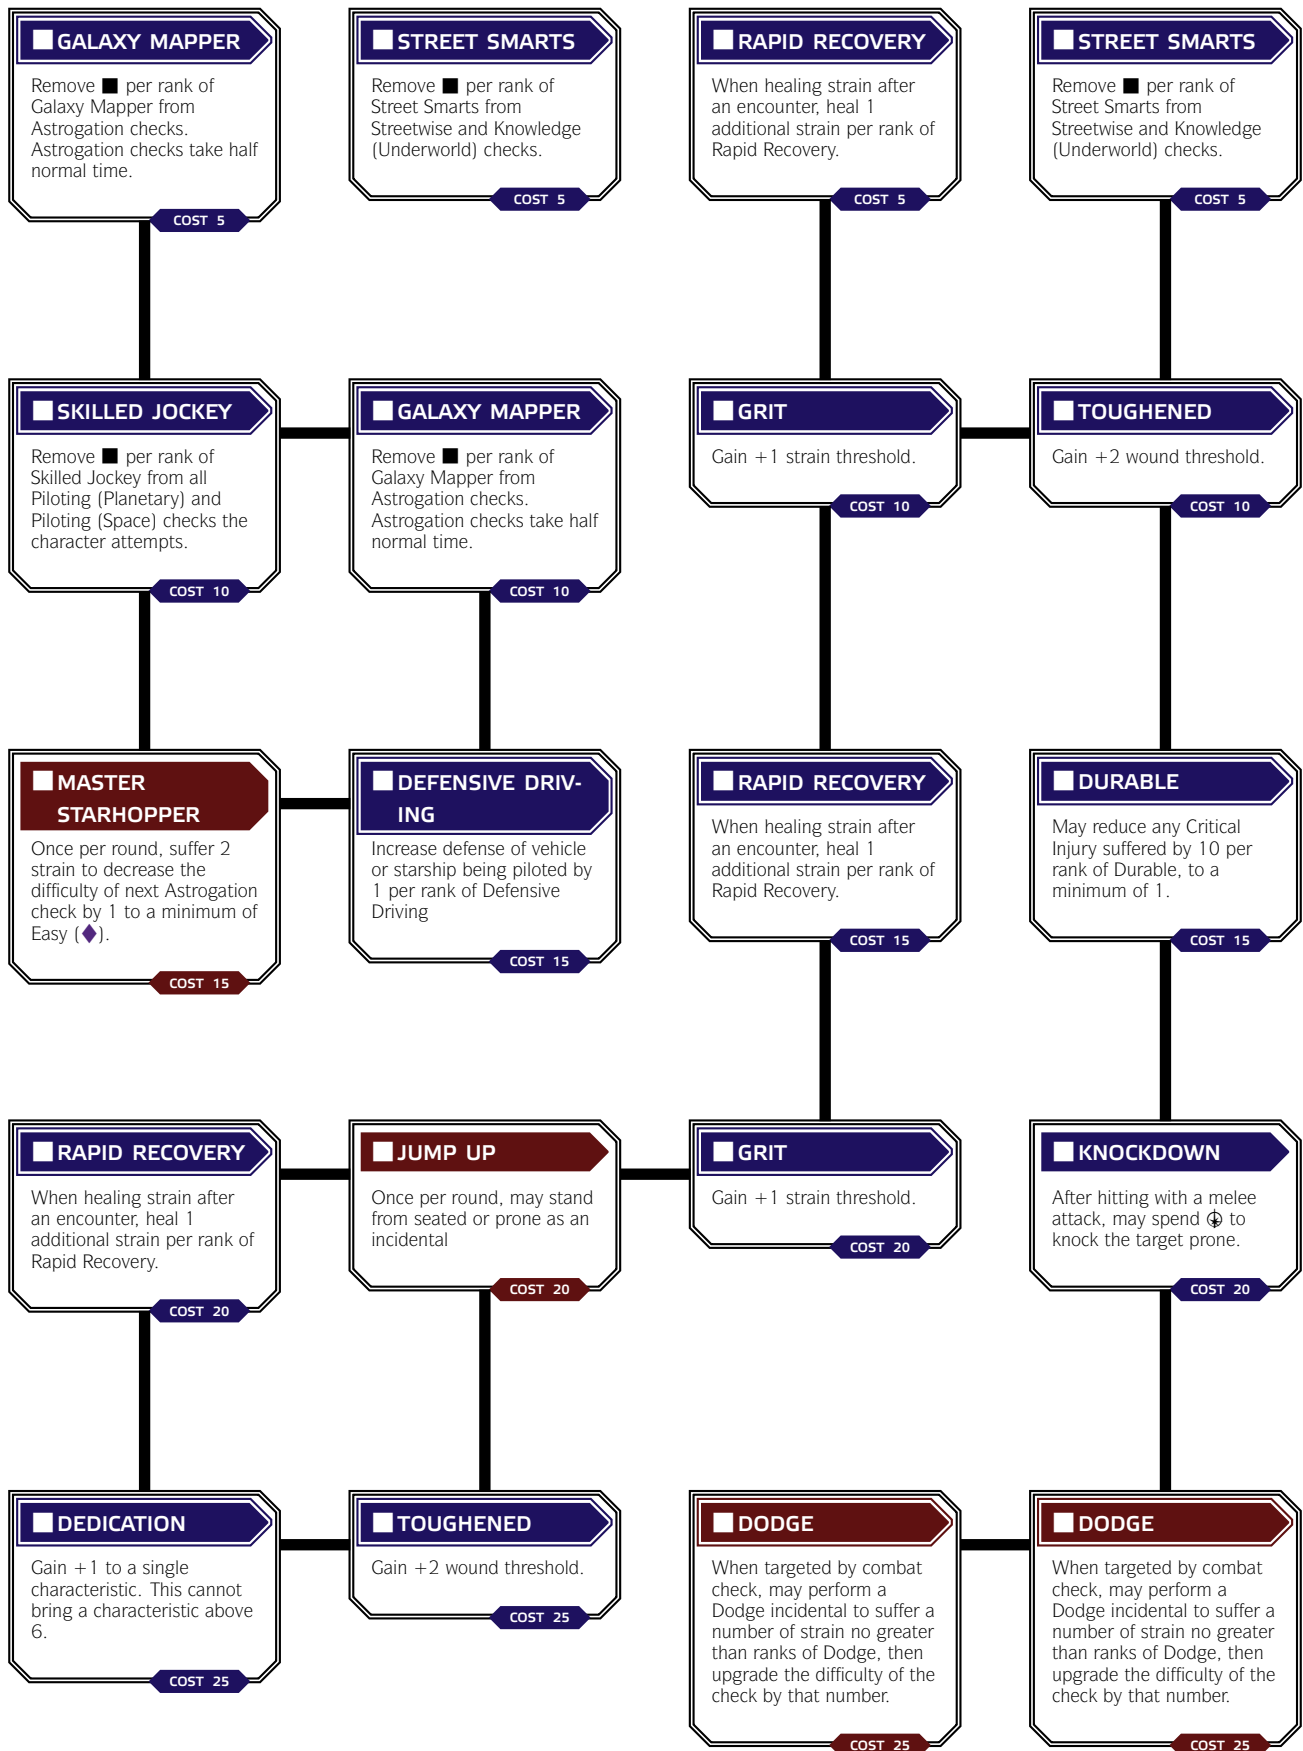 GALAXY MAPPER
Remove ■ per rank of
Galaxy Mapper from
Astrogation checks.
Astrogation checks take half
normal time.
COST 5
STREET SMARTS
Remove ■ per rank of
Street Smarts from
Streetwise and Knowledge
(Underworld) checks.
COST 5
RAPID RECOVERY
When healing strain after
an encounter, heal 1
additional strain per rank of
Rapid Recovery.
COST 5
STREET SMARTS
Remove ■ per rank of
Street Smarts from
Streetwise and Knowledge
(Underworld) checks.
COST 5
SKILLED JOCKEY
Remove ■ per rank of
Skilled Jockey from all
Piloting (Planetary) and
Piloting (Space) checks the
character attempts.
COST 10
GALAXY MAPPER
Remove ■ per rank of
Galaxy Mapper from
Astrogation checks.
Astrogation checks take half
normal time.
COST 10
GRIT
Gain +1 strain threshold.
COST 10
TOUGHENED
Gain +2 wound threshold.
COST 10
MASTER
STARHOPPER
Once per round, suffer 2
strain to decrease the
difficulty of next Astrogation
check by 1 to a minimum of
Easy (♦).
COST 15
DEFENSIVE DRIV-
ING
Increase defense of vehicle
or starship being piloted by
1 per rank of Defensive
Driving
COST 15
RAPID RECOVERY
When healing strain after
an encounter, heal 1
additional strain per rank of
Rapid Recovery.
COST 15
DURABLE
May reduce any Critical
Injury suffered by 10 per
rank of Durable, to a
minimum of 1.
COST 15
RAPID RECOVERY
When healing strain after
an encounter, heal 1
additional strain per rank of
Rapid Recovery.
COST 20
JUMP UP
Once per round, may stand
from seated or prone as an
incidental
COST 20
GRIT
Gain +1 strain threshold.
COST 20
KNOCKDOWN
After hitting with a melee
attack, may spend to
knock the target prone.
COST 20
DEDICATION
Gain +1 to a single
characteristic. This cannot
bring a characteristic above
6.
COST 25
TOUGHENED
Gain +2 wound threshold.
COST 25
DODGE
When targeted by combat
check, may perform a
Dodge incidental to suffer a
number of strain no greater
than ranks of Dodge, then
upgrade the difficulty of the
check by that number.
COST 25
DODGE
When targeted by combat
check, may perform a
Dodge incidental to suffer a
number of strain no greater
than ranks of Dodge, then
upgrade the difficulty of the
check by that number.
COST 25